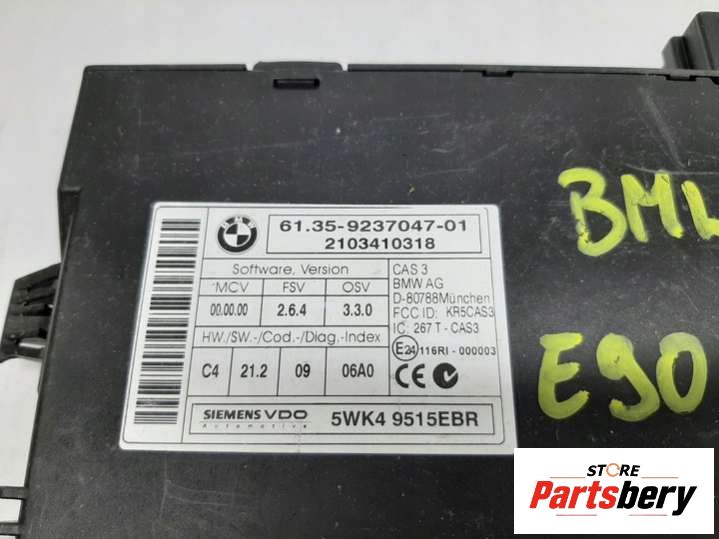 61.35-9237047-01
2103410318
Software, Version
MCV FSV OSV
00.00.00 2.6.4 3.3.0
HW./SW.-/Cod.-/Diag.-Index
C4 21.2 09 06A0
CAS 3
BMW AG
D-80788München
FCC ID: KR5CAS3
IC: 267 T - CAS3
E24 116RI - 000003
CE
SIEMENS VDO
Automotive
5WK4 9515EBR
BMW
E90
STORE
Partsbery